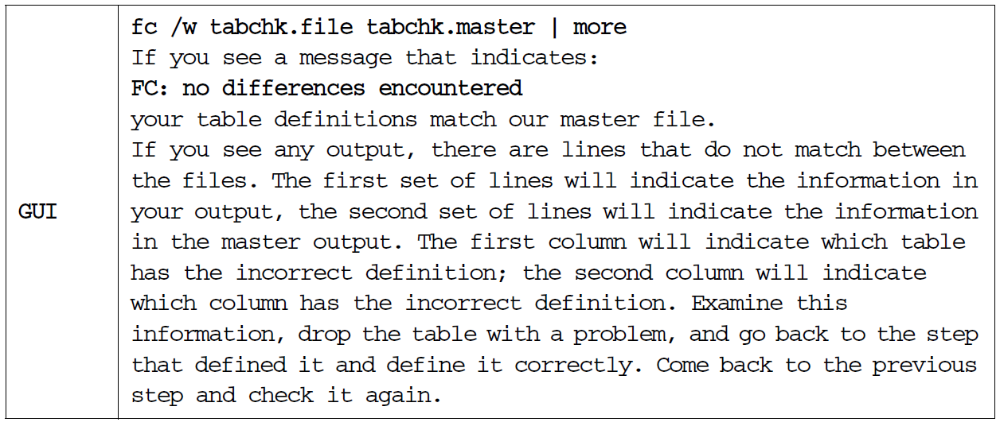 fc /w tabchk.file tabchk.master | more
If you see a message that indicates:
FC: no differences encountered
your table definitions match our master file.
If you see any output, there are lines that do not match between
the files. The first set of lines will indicate the information in
GUI
your output, the second set of lines will indicate the information
in the master output. The first column will indicate which table
has the incorrect definition; the second column will indicate
which column has the incorrect definition. Examine this
information, drop the table with a problem, and go back to the step
that defined it and define it correctly. Come back to the previous
step and check it again.